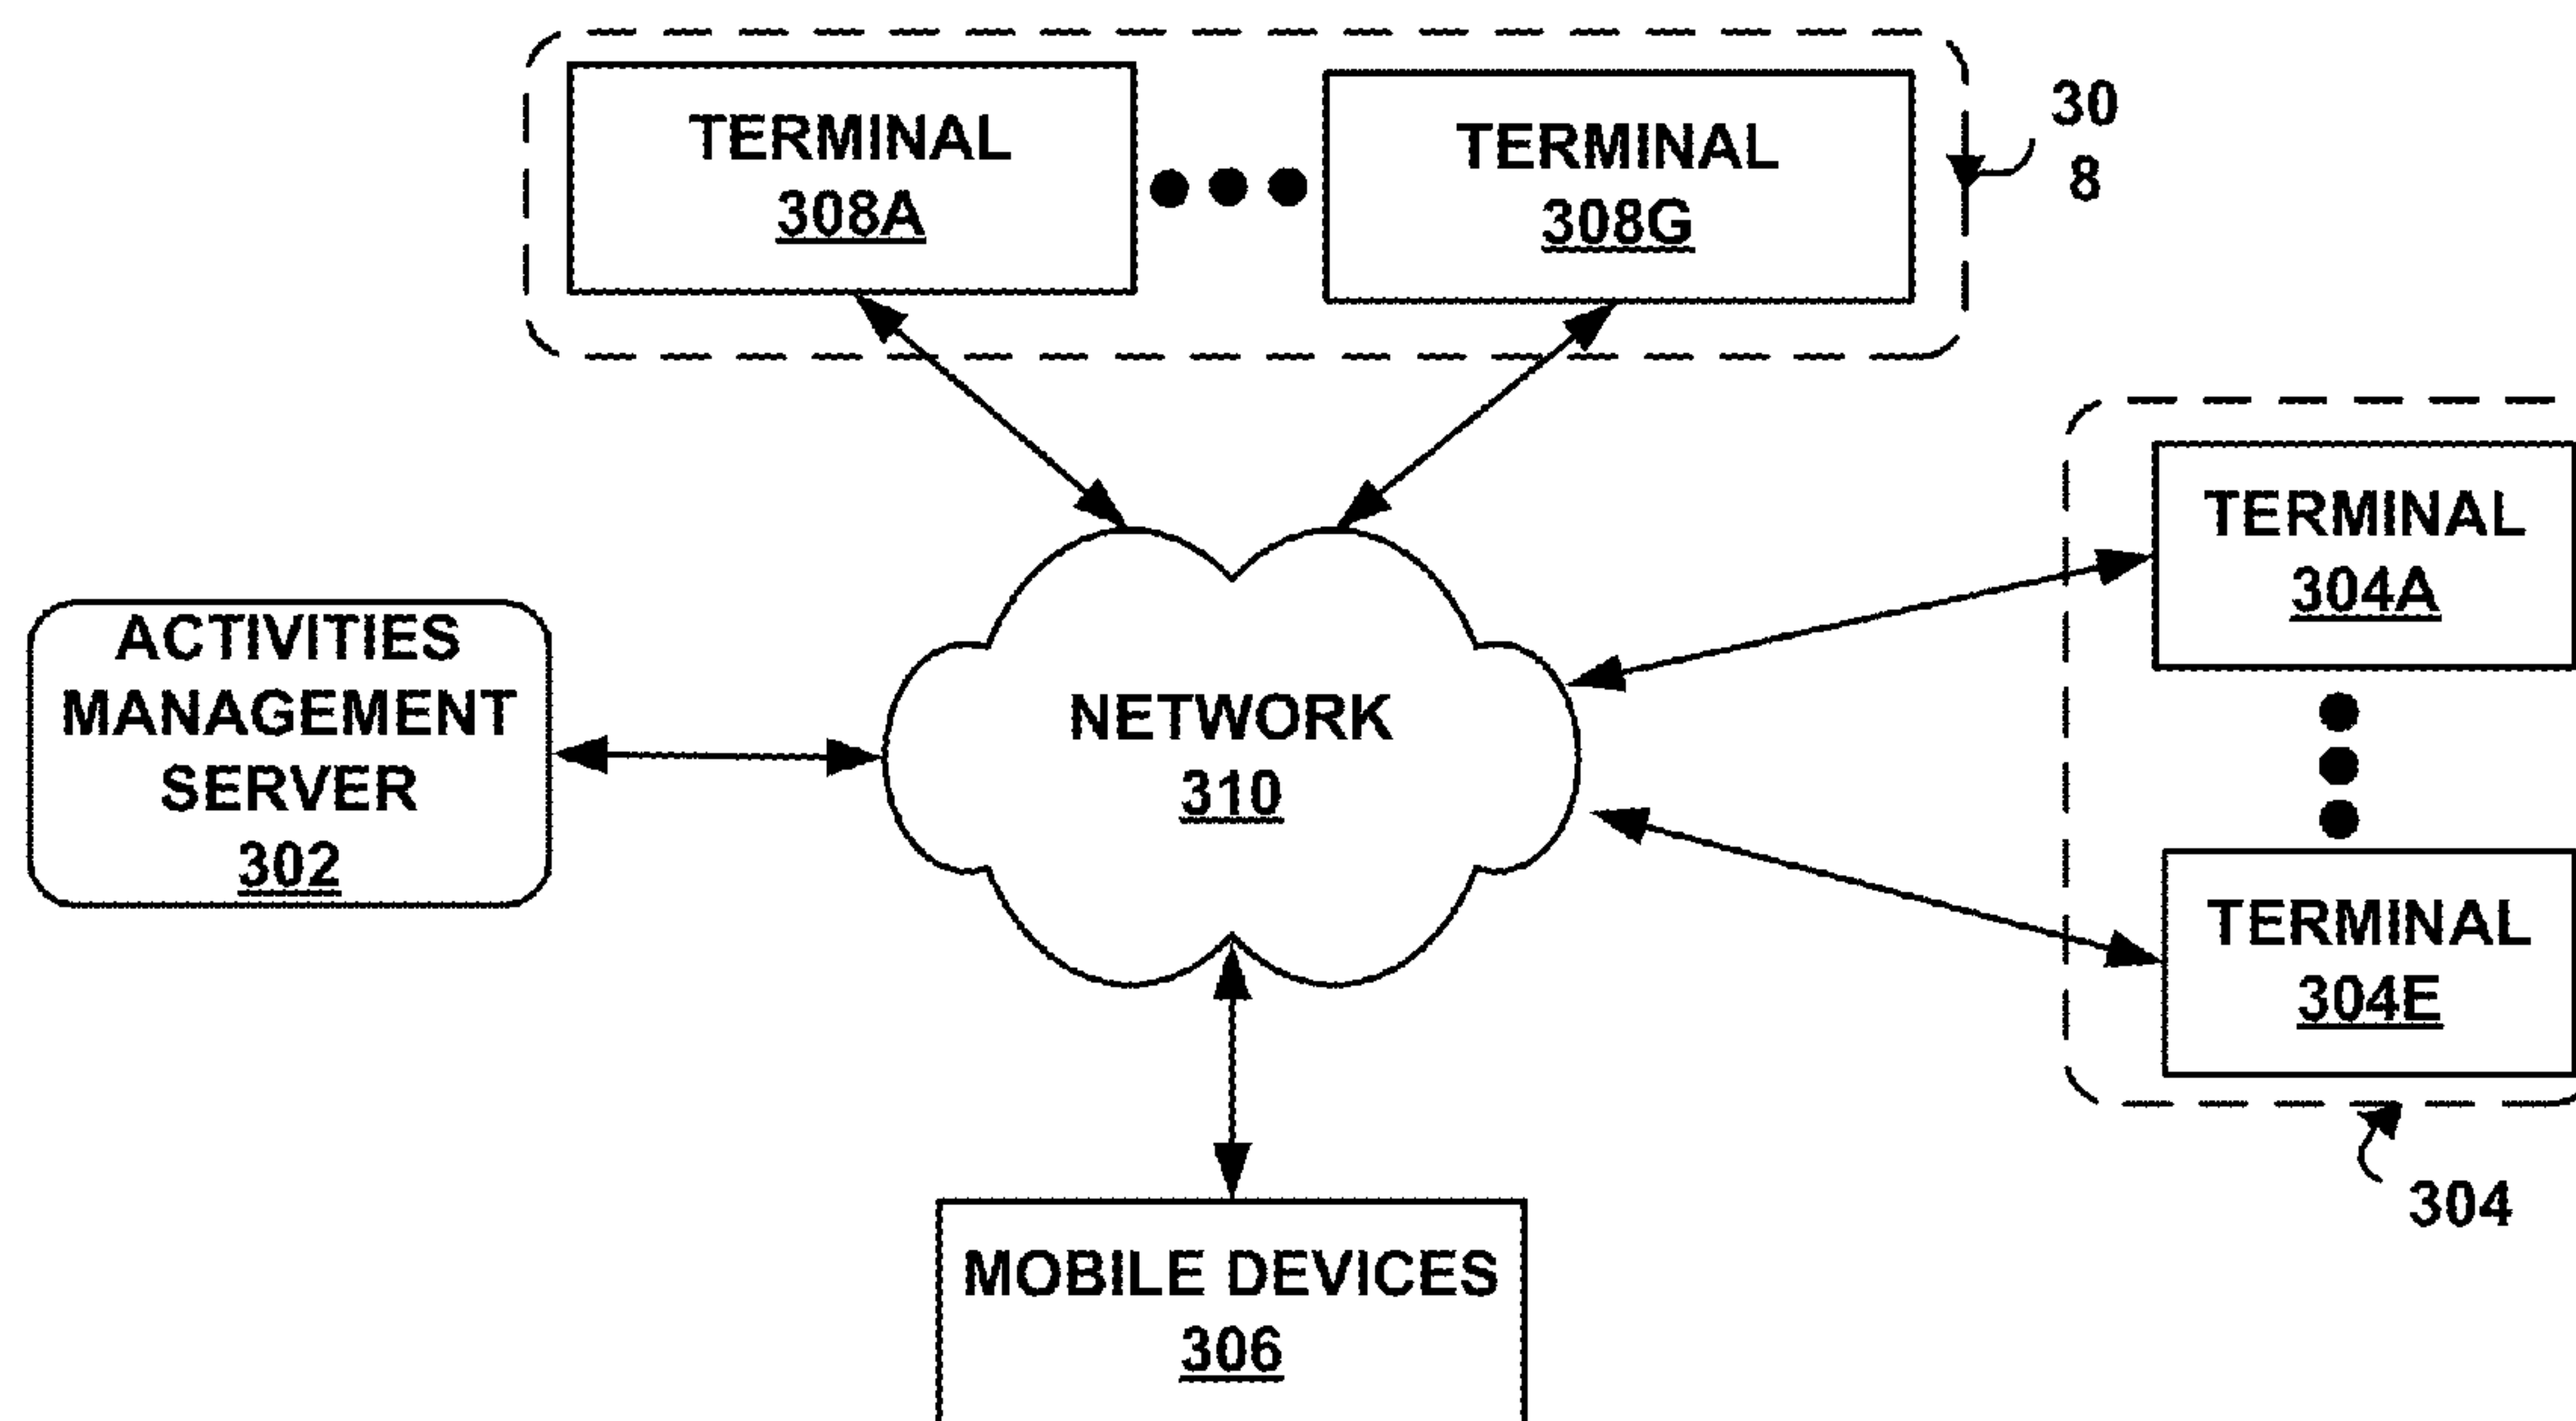 TERMINAL
308A
TERMINAL
308G
30
8
TERMINAL
304A
ACTIVITIES
MANAGEMENT
SERVER
302
NETWORK
310
TERMINAL
304E
304
MOBILE DEVICES
306